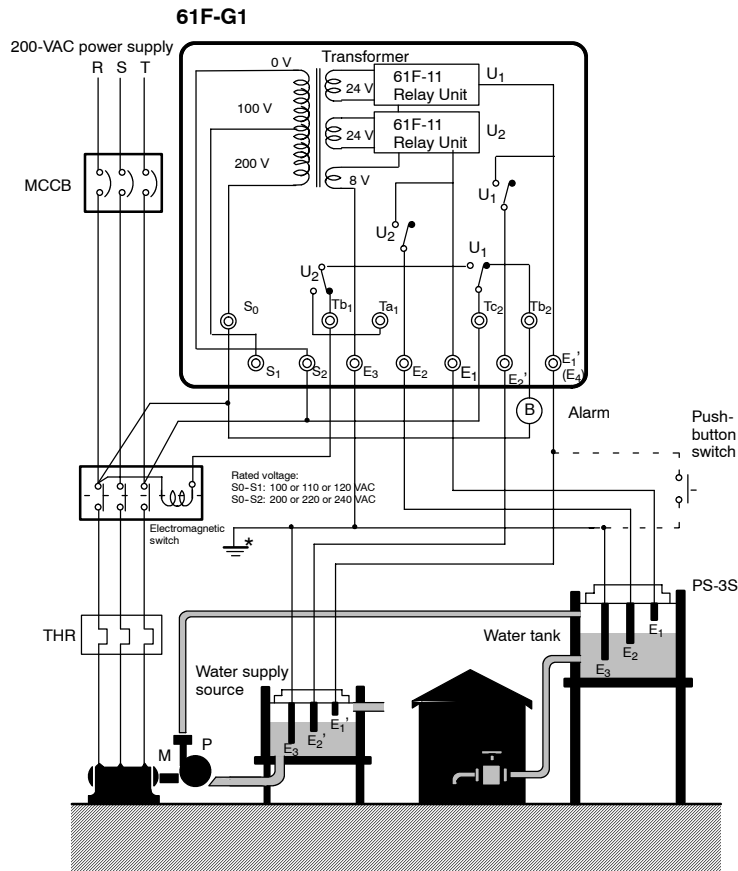 61F-G1
200-VAC power supply
R S T
0 V
Transformer
61F-11
Relay Unit
U1
24 V
100 V
61F-11
Relay Unit
U2
24 V
200 V
8 V
MCCB
U1
U2
U1
U2
S0
Tb1
Ta1
Tc2
Tb2
S1
S2
E3
E2
E1
E2'
E1'
(E4)
B
Alarm
Push-
button
switch
Rated voltage:
S0-S1: 100 or 110 or 120 VAC
S0-S2: 200 or 220 or 240 VAC
Electromagnetic
switch
*
PS-3S
THR
Water tank
E1
E2
E3
Water supply
source
E1'
E2'
E3
M
P